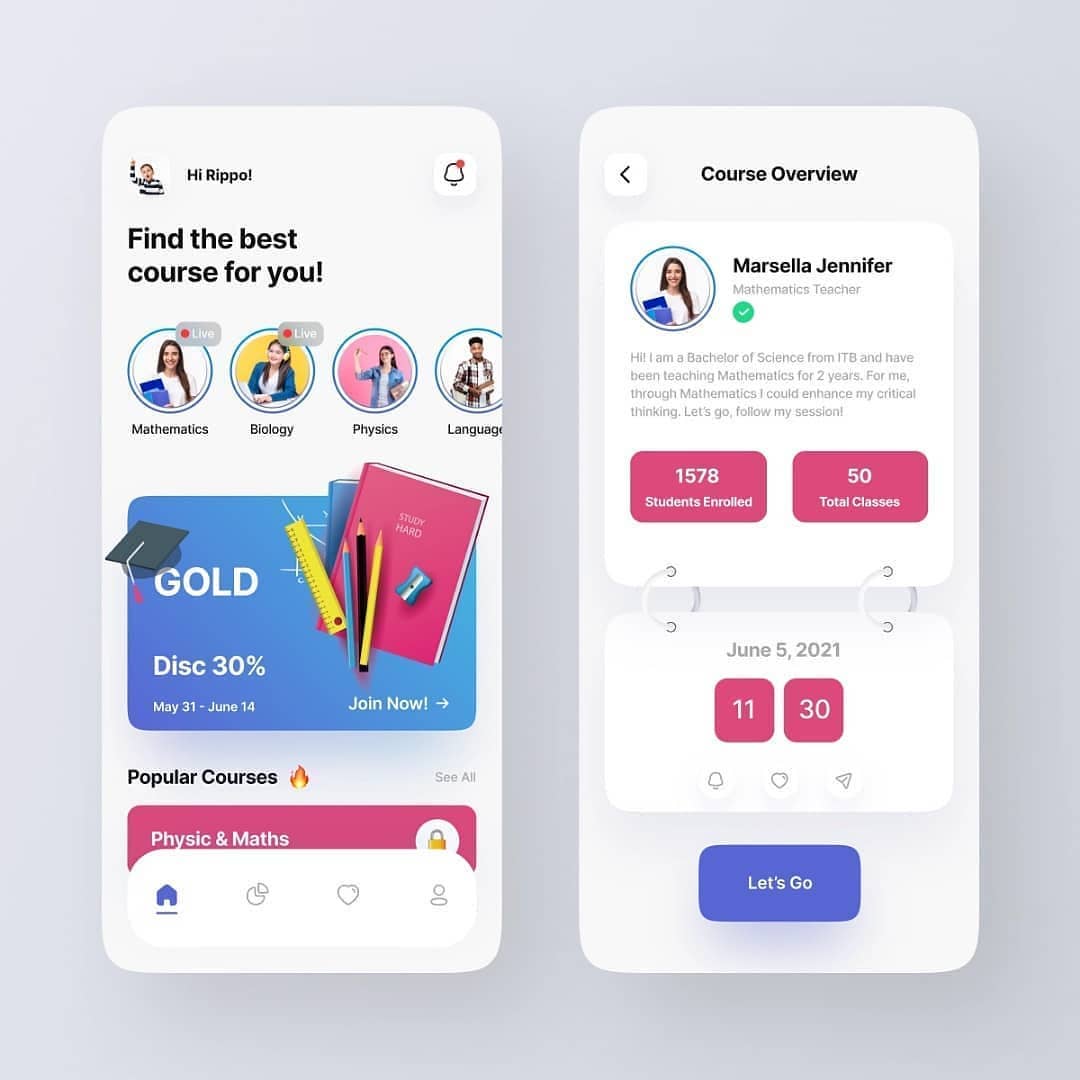 Hi Rippo!
Find the best
course for you!
Live
Live
Mathematics
Biology
Physics
Language
STUDY
HARD
GOLD
Disc 30%
May 31 - June 14
Join Now! →
Popular Courses 🔥
See All
Physic & Maths
Course Overview
Marsella Jennifer
Mathematics Teacher
Hi! I am a Bachelor of Science from ITB and have
been teaching Mathematics for 2 years. For me,
through Mathematics I could enhance my critical
thinking. Let's go, follow my session!
1578
Students Enrolled
50
Total Classes
June 5, 2021
11 30
Let's Go